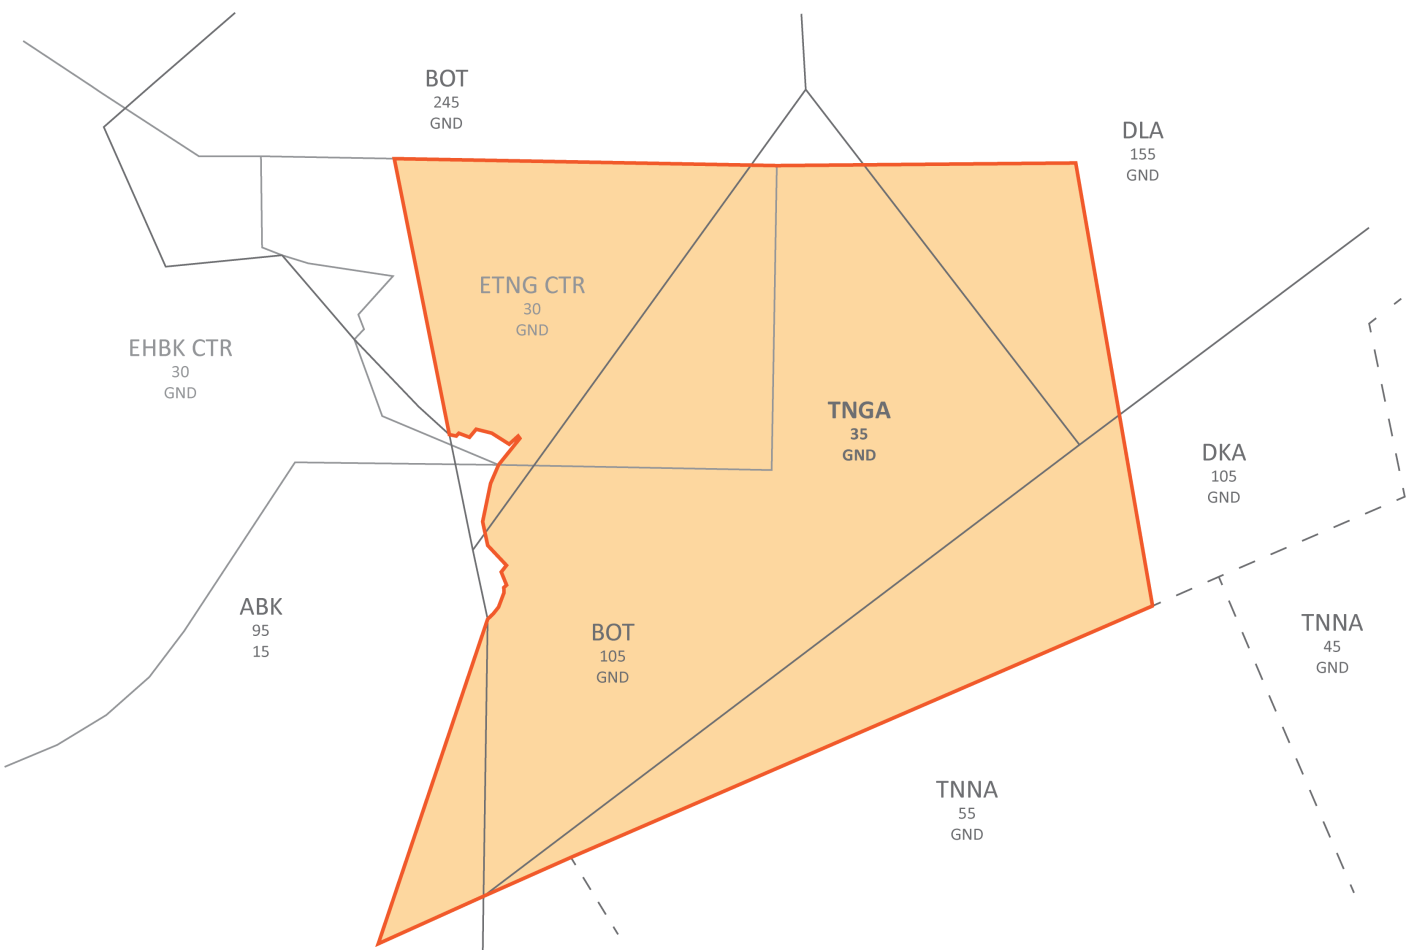 BOT
245
GND
DLA
155
GND
ETNG CTR
30
GND
EHBK CTR
30
GND
TNGA
35
GND
DKA
105
GND
ABK
95
15
BOT
105
GND
TNNA
45
GND
TNNA
55
GND